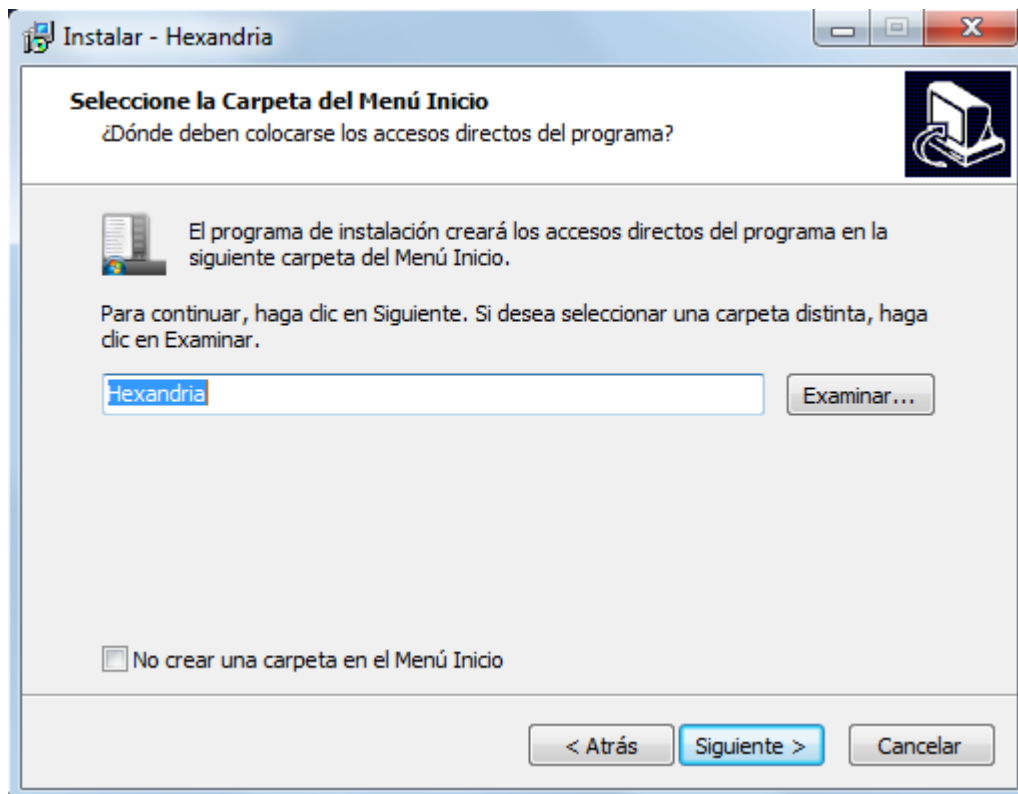 Instalar - Hexandria
Seleccione la Carpeta del Menú Inicio
¿Dónde deben colocarse los accesos directos del programa?
El programa de instalación creará los accesos directos del programa en la
siguiente carpeta del Menú Inicio.
Para continuar, haga clic en Siguiente. Si desea seleccionar una carpeta distinta, haga
clic en Examinar.
Hexandria
Examinar...
No crear una carpeta en el Menú Inicio
< Atrás
Siguiente >
Cancelar